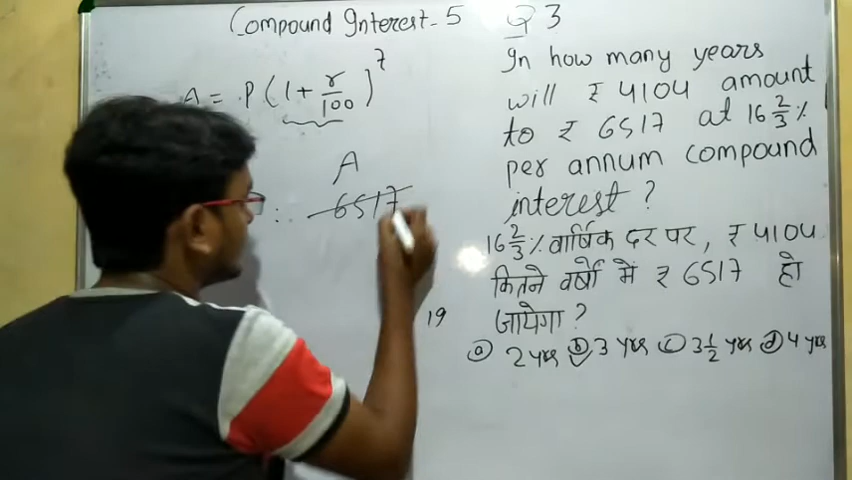 Compound Interest-5 Q3
A = P(1+ r/100)^t
A
: 6517
19
In how many years
will ₹ 4104 amount
to ₹ 6517 at 16 2/3 %
per annum compound
interest ?
16 2/3 % वार्षिक दर पर, ₹ 4104
कितने वर्षो में ₹ 6517 हो
जायेगा ?
(a) 2 yrs (b) 3 yrs (c) 3 1/2 yrs (d) 4 yrs